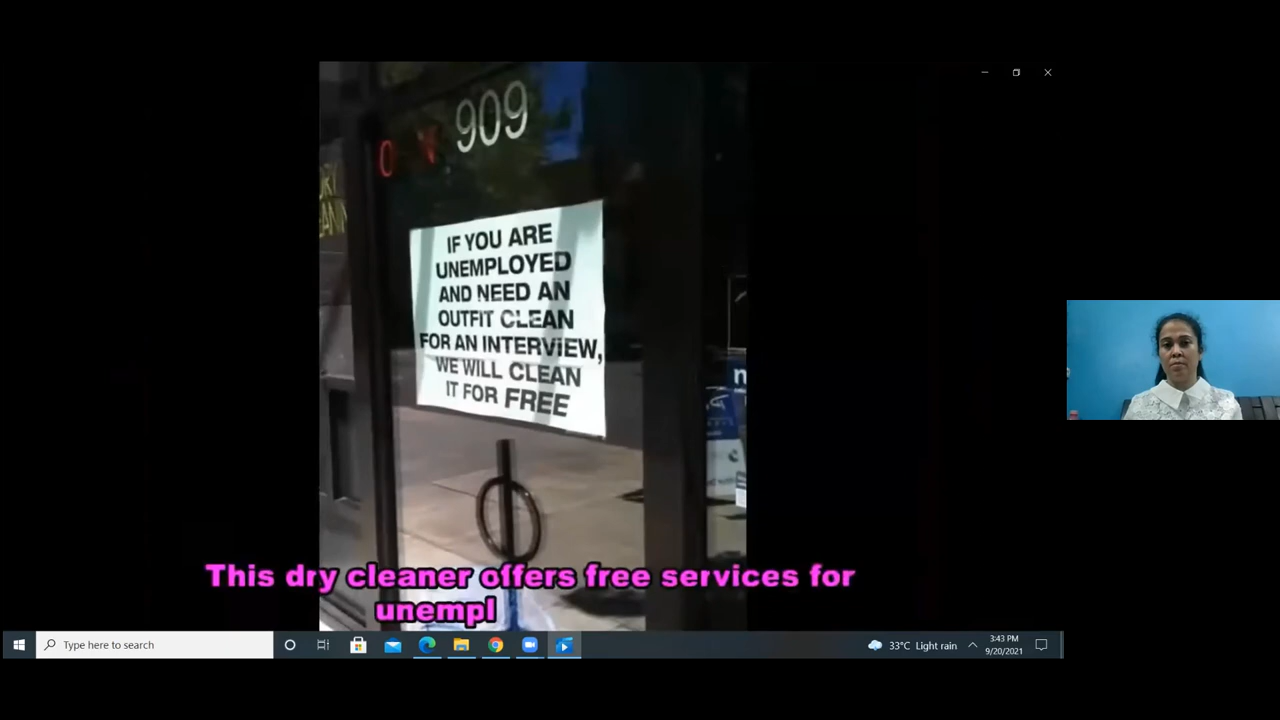 909
IF YOU ARE
UNEMPLOYED
AND NEED AN
OUTFIT CLEAN
FOR AN INTERVIEW,
WE WILL CLEAN
IT FOR FREE
This dry cleaner offers free services for
unempl
Type here to search
33°C Light rain
3:43 PM
9/20/2021